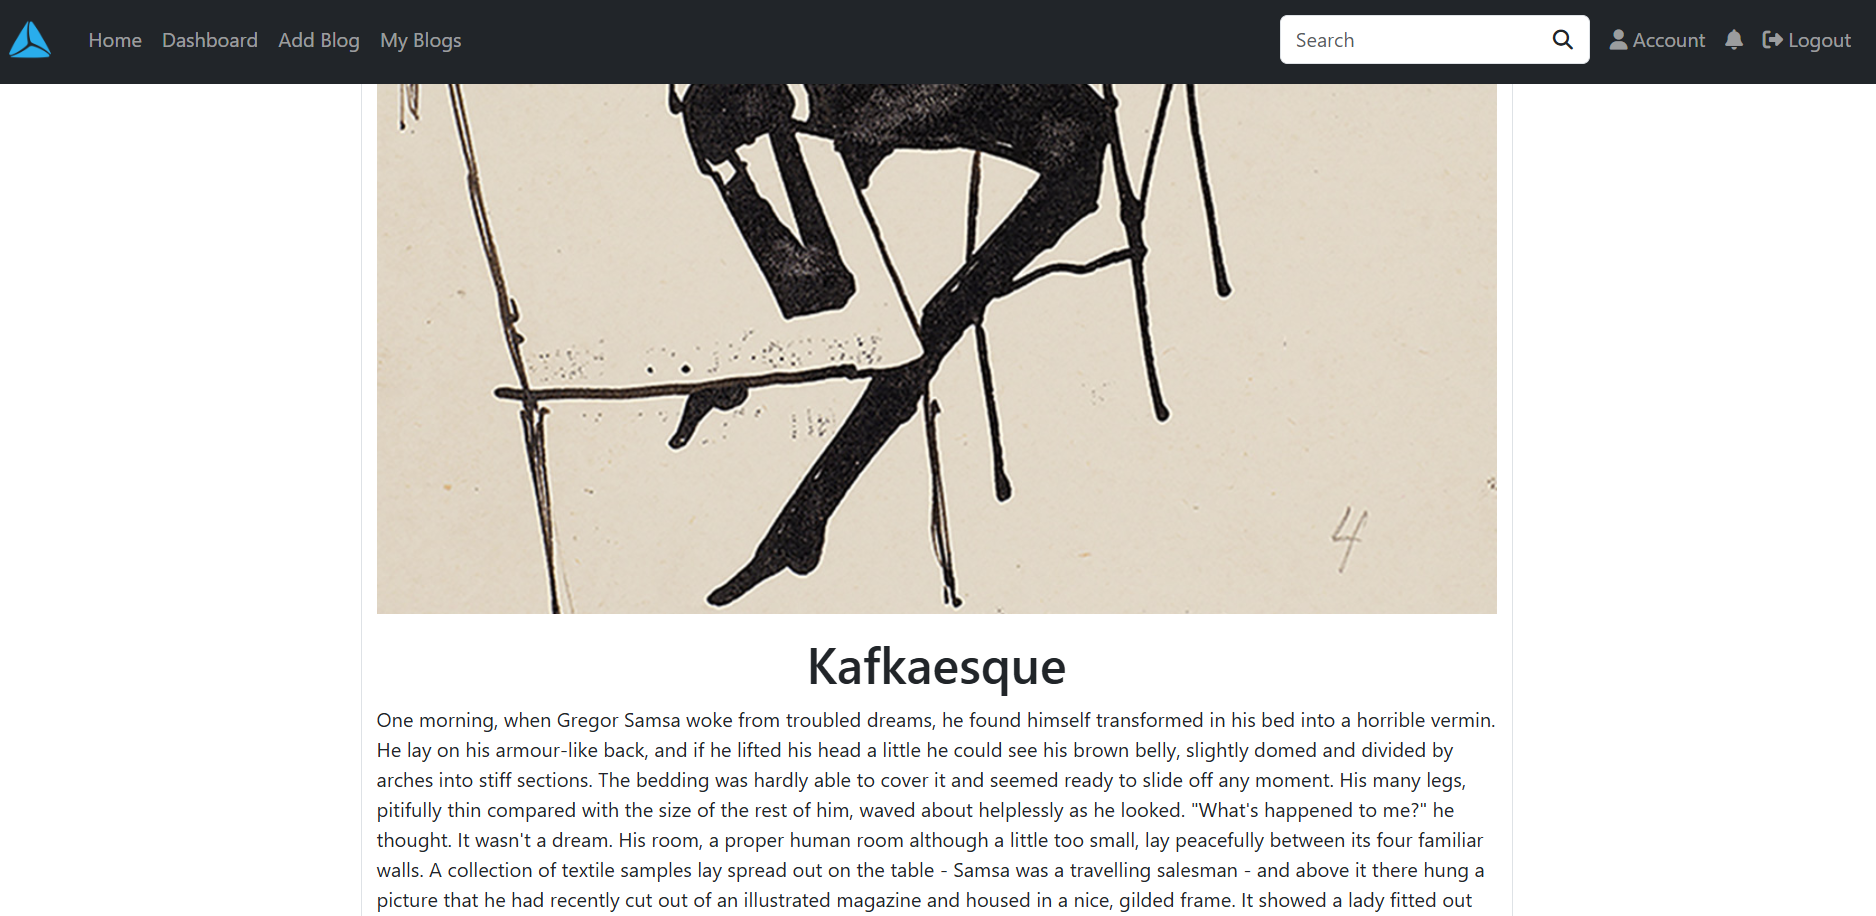 Home Dashboard Add Blog My Blogs Search Account Logout
4
Kafkaesque
One morning, when Gregor Samsa woke from troubled dreams, he found himself transformed in his bed into a horrible vermin.
He lay on his armour-like back, and if he lifted his head a little he could see his brown belly, slightly domed and divided by
arches into stiff sections. The bedding was hardly able to cover it and seemed ready to slide off any moment. His many legs,
pitifully thin compared with the size of the rest of him, waved about helplessly as he looked. "What's happened to me?" he
thought. It wasn't a dream. His room, a proper human room although a little too small, lay peacefully between its four familiar
walls. A collection of textile samples lay spread out on the table - Samsa was a travelling salesman - and above it there hung a
picture that he had recently cut out of an illustrated magazine and housed in a nice, gilded frame. It showed a lady fitted out